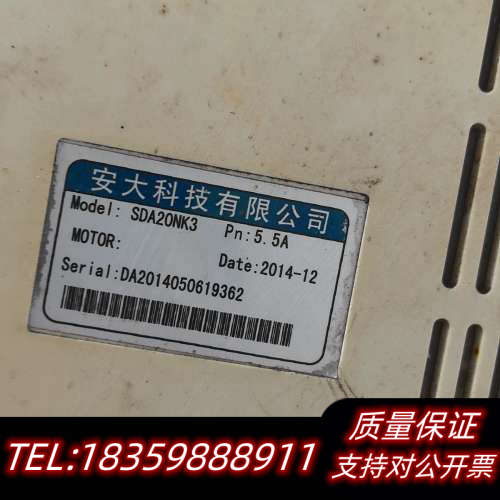 安大科技有限公司
Model: SDA20NK3 Pn:5.5A
MOTOR: Date:2014-12
Serial:DA2014050619362
TEL:18359888911
质量保证
支持对公开票